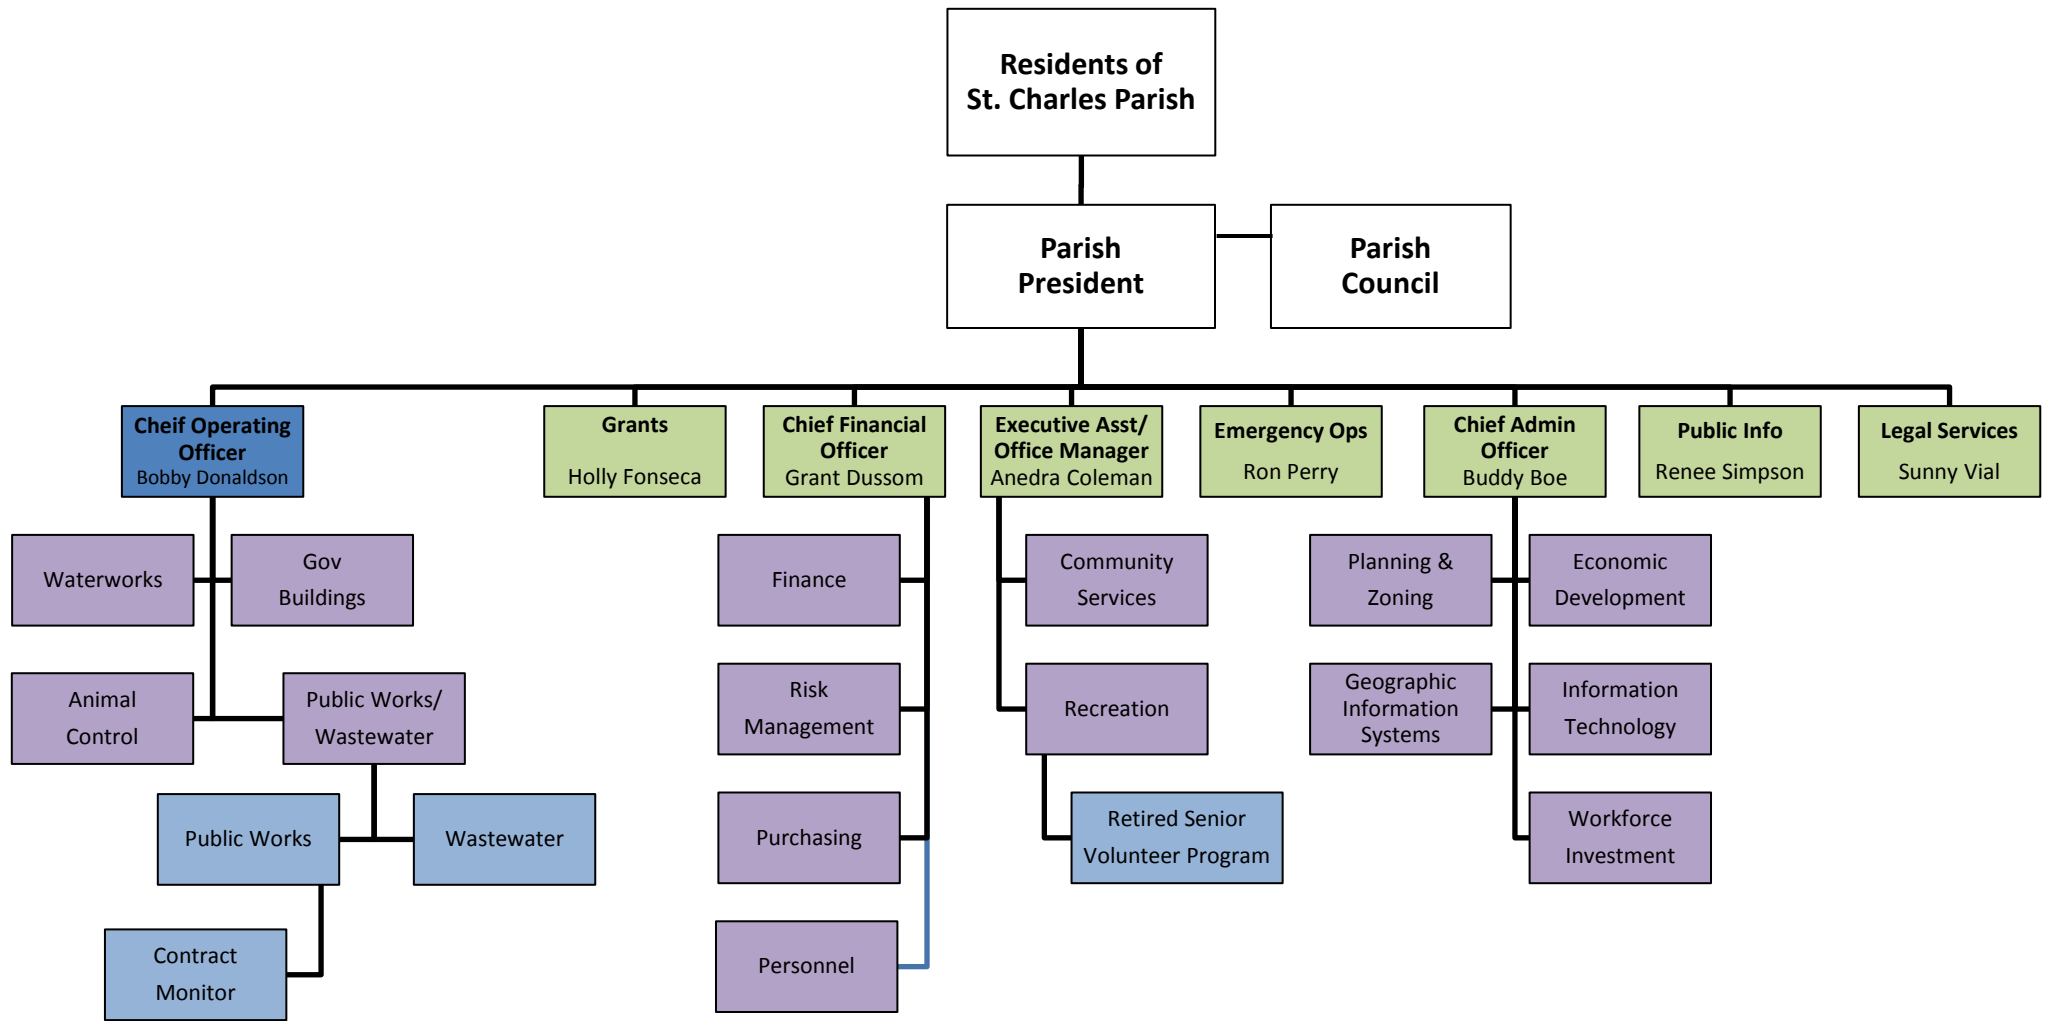 Residents of
St. Charles Parish
Parish
President
Parish
Council
Cheif Operating
Officer
Bobby Donaldson
Grants
Holly Fonseca
Chief Financial
Officer
Grant Dussom
Executive Asst/
Office Manager
Anedra Coleman
Emergency Ops
Ron Perry
Chief Admin
Officer
Buddy Boe
Public Info
Renee Simpson
Legal Services
Sunny Vial
Waterworks
Gov
Buildings
Finance
Community
Services
Planning &
Zoning
Economic
Development
Animal
Control
Public Works/
Wastewater
Risk
Management
Recreation
Geographic
Information
Systems
Information
Technology
Public Works
Wastewater
Purchasing
Retired Senior
Volunteer Program
Workforce
Investment
Contract
Monitor
Personnel